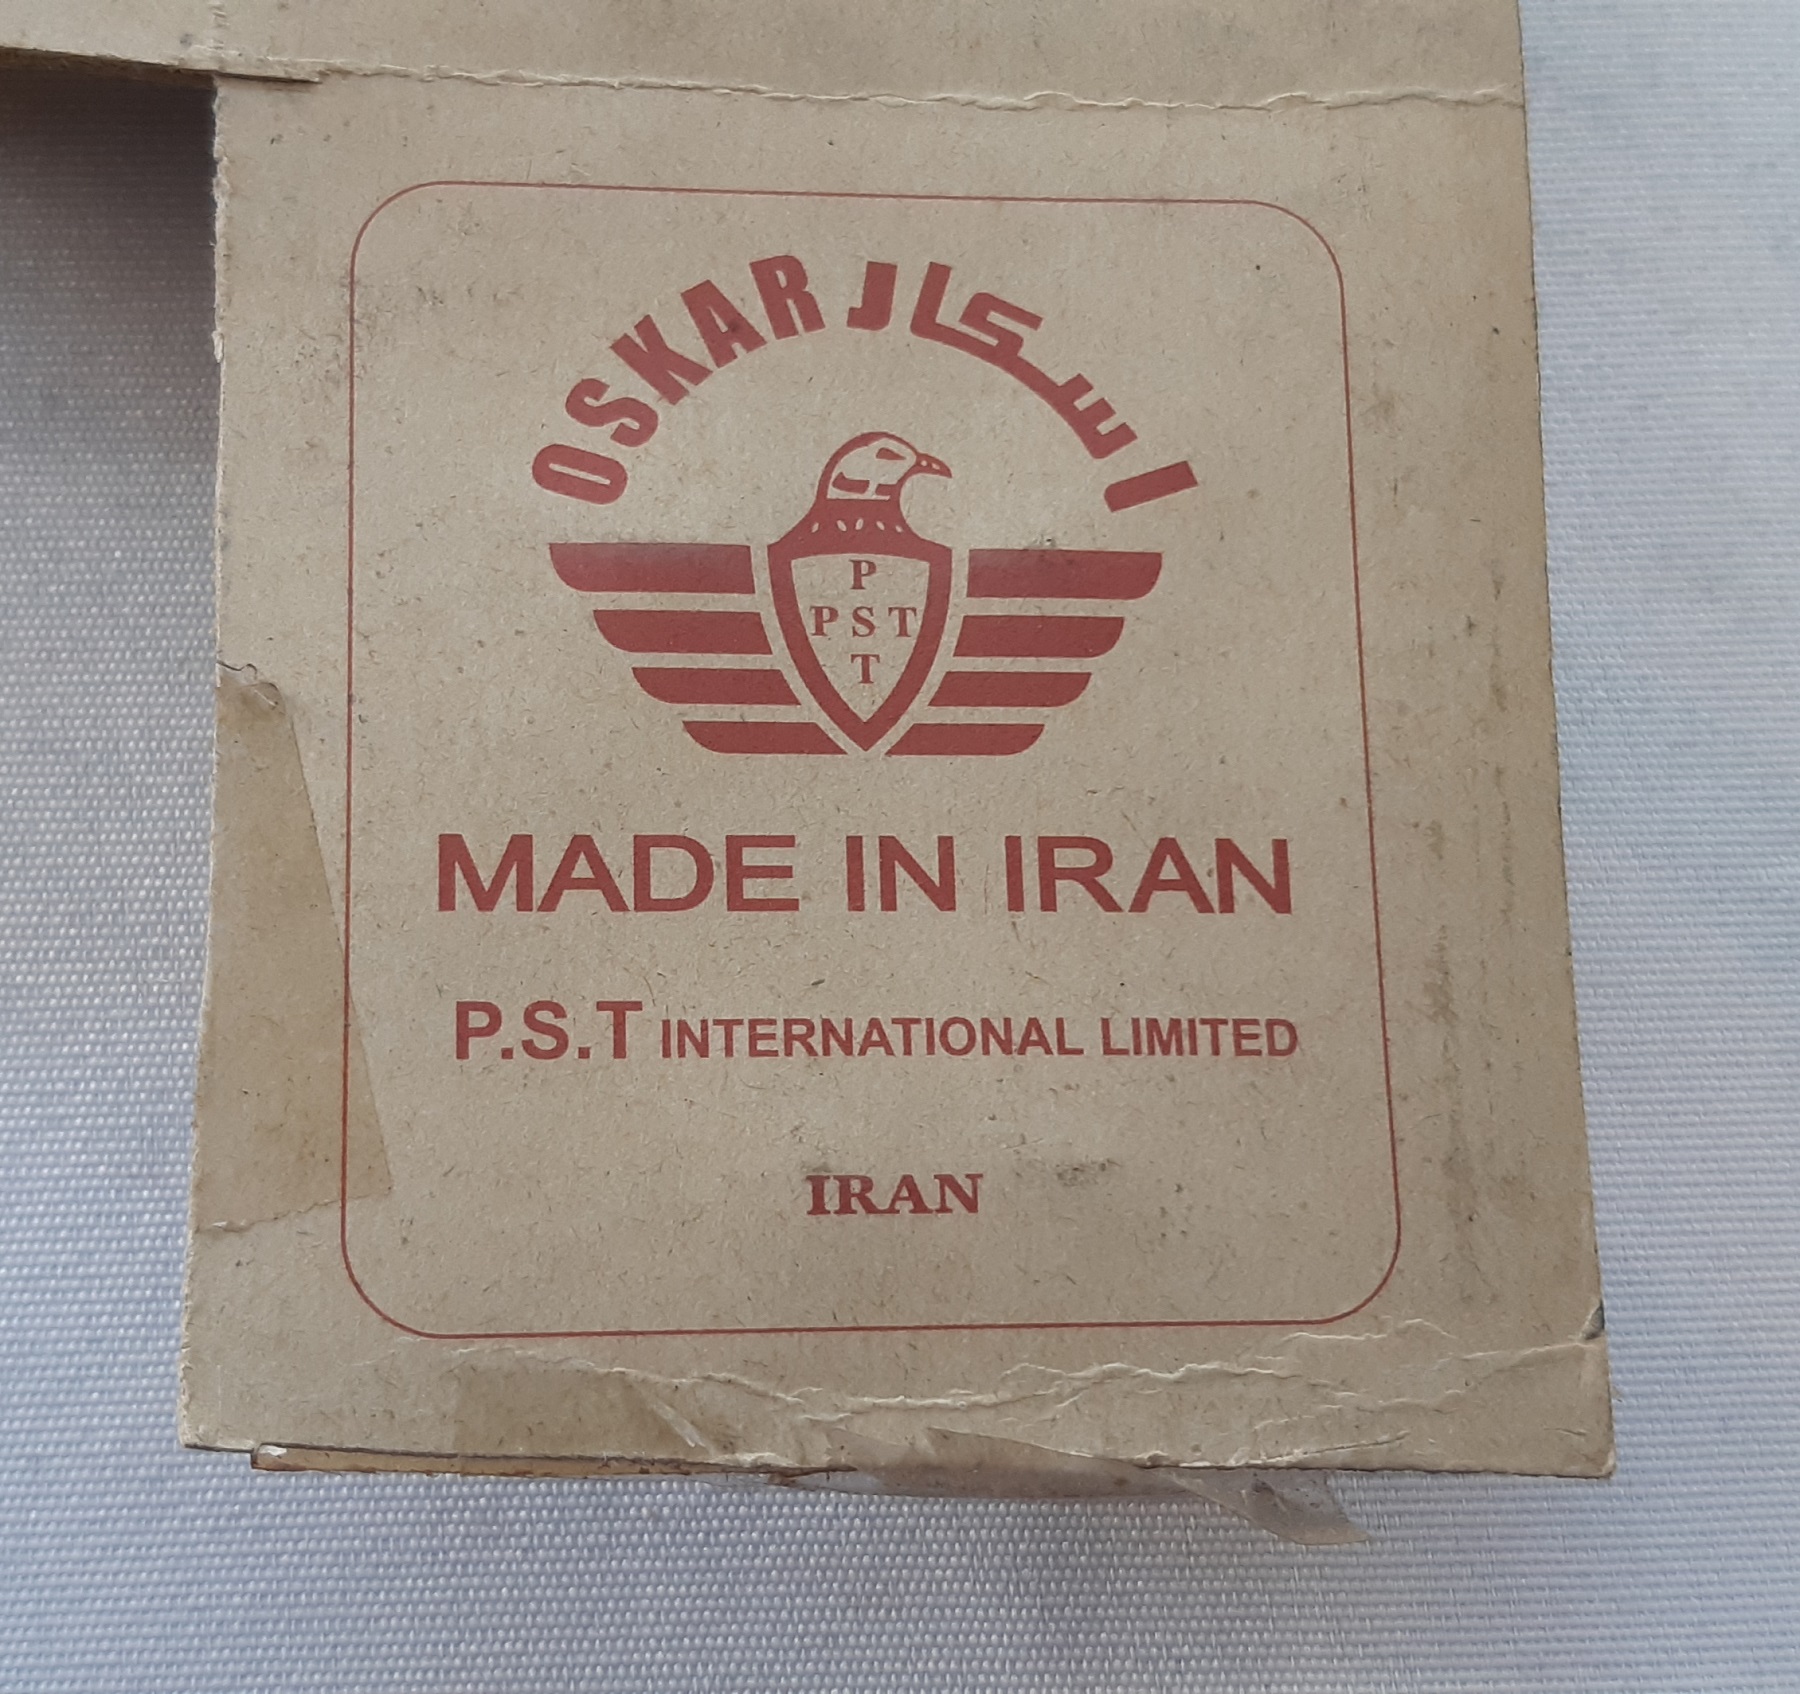 OSKAR اسکار
P
PST
T
MADE IN IRAN
P.S.T INTERNATIONAL LIMITED
IRAN